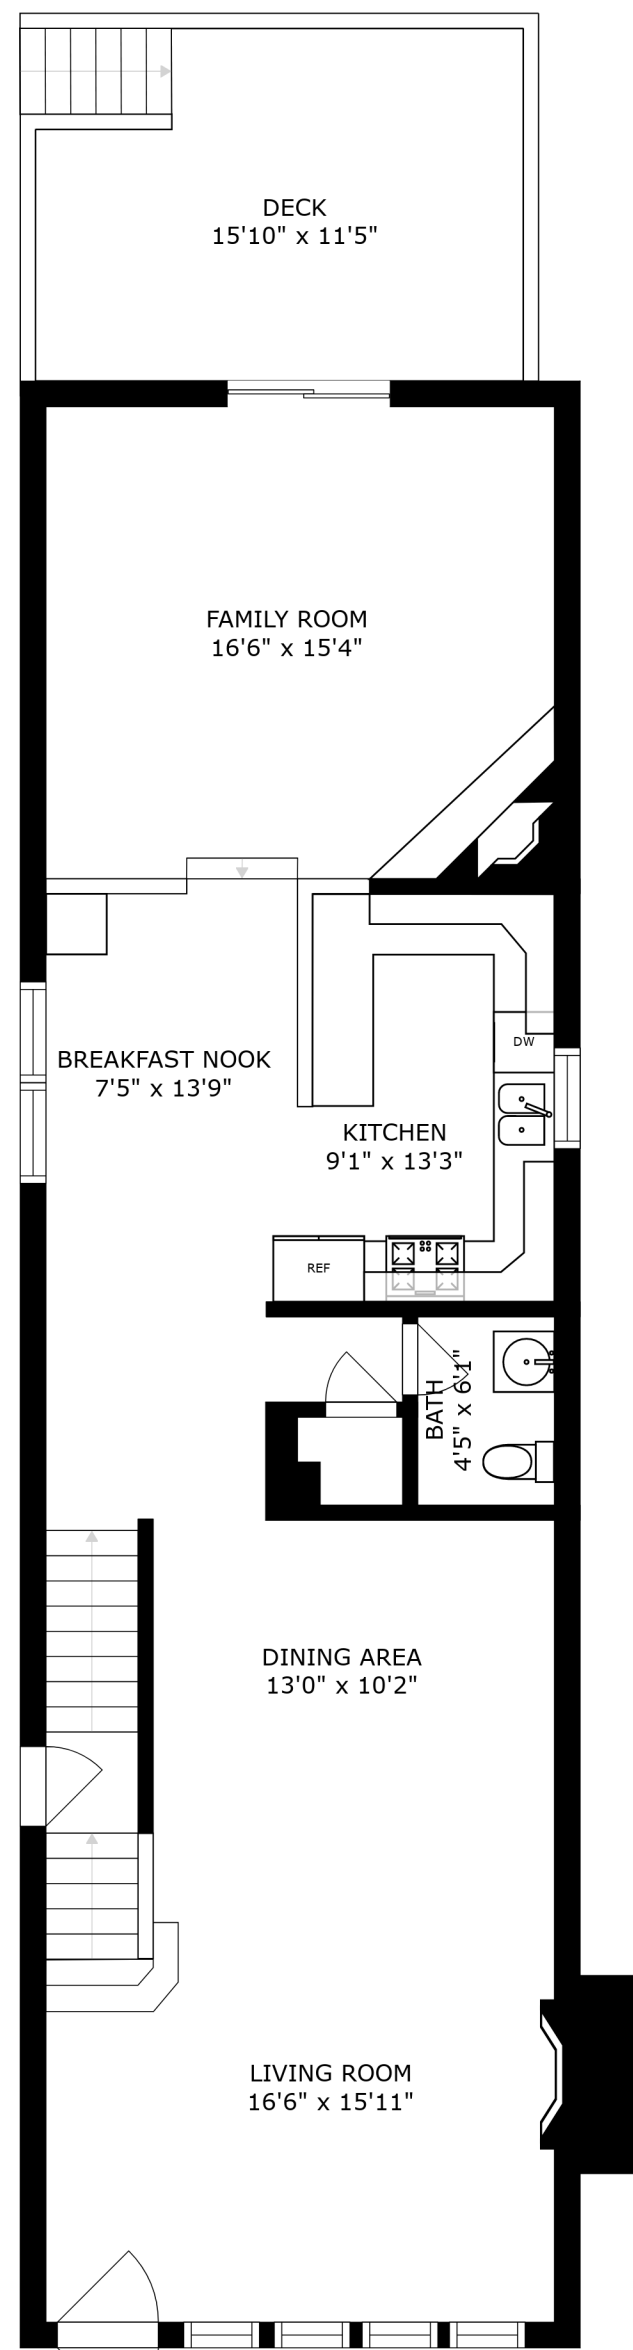 DECK
15'10" x 11'5"
FAMILY ROOM
16'6" x 15'4"
BREAKFAST NOOK
7'5" x 13'9"
DW
KITCHEN
9'1" x 13'3"
REF
BATH
4'5" x 6'1"
DINING AREA
13'0" x 10'2"
LIVING ROOM
16'6" x 15'11"